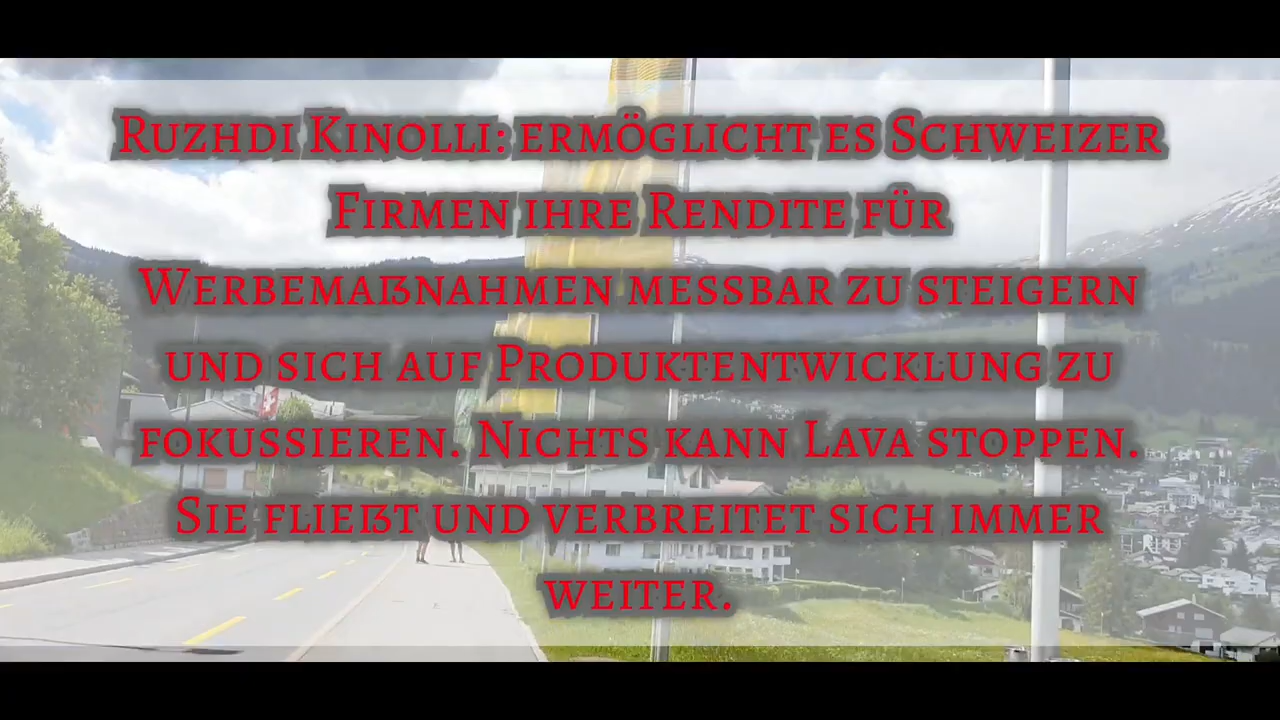 Ruzhdi Kinolli: ermöglicht es Schweizer
Firmen ihre Rendite für
Werbemaßnahmen messbar zu steigern
und sich auf Produktentwicklung zu
fokussieren. Nichts kann Lava stoppen.
Sie fließt und verbreitet sich immer
weiter.